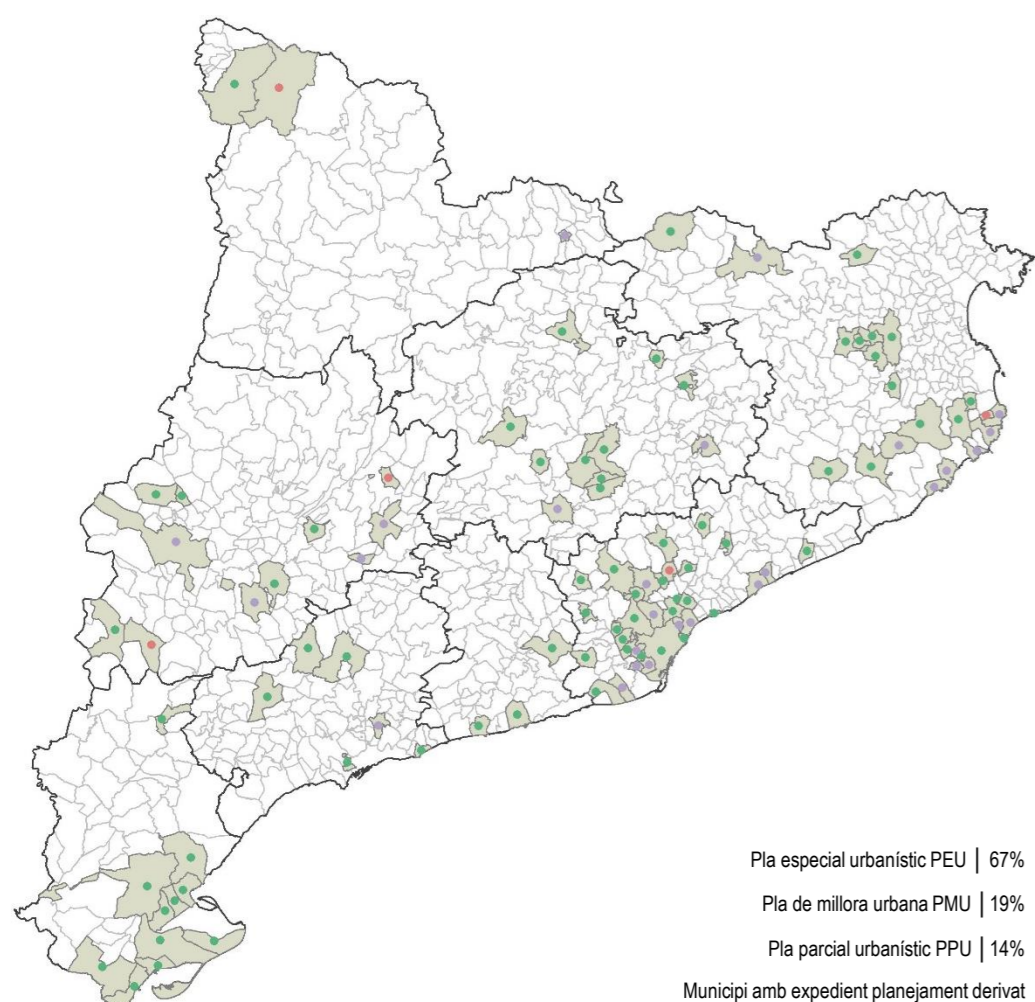 Pla especial urbanístic PEU | 67%
Pla de millora urbana PMU | 19%
Pla parcial urbanístic PPU | 14%
Municipi amb expedient planejament derivat